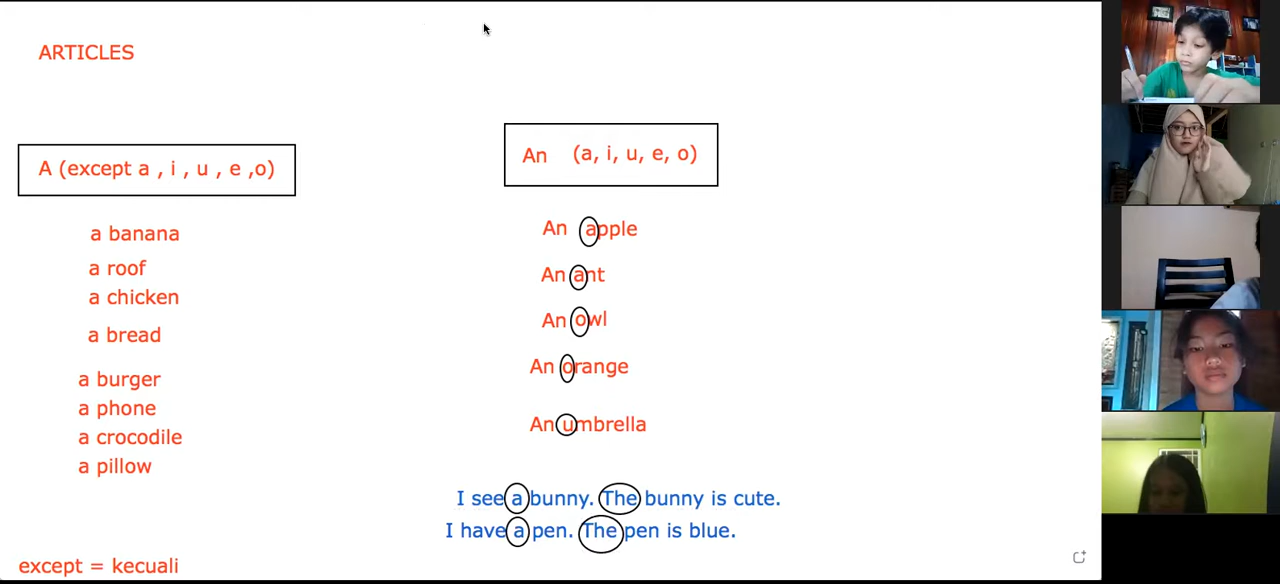 ARTICLES
A (except a , i , u , e ,o)
a banana
a roof
a chicken
a bread
a burger
a phone
a crocodile
a pillow
except = kecuali
An (a, i, u, e, o)
An apple
An ant
An owl
An orange
An umbrella
I see a bunny. The bunny is cute.
I have a pen. The pen is blue.